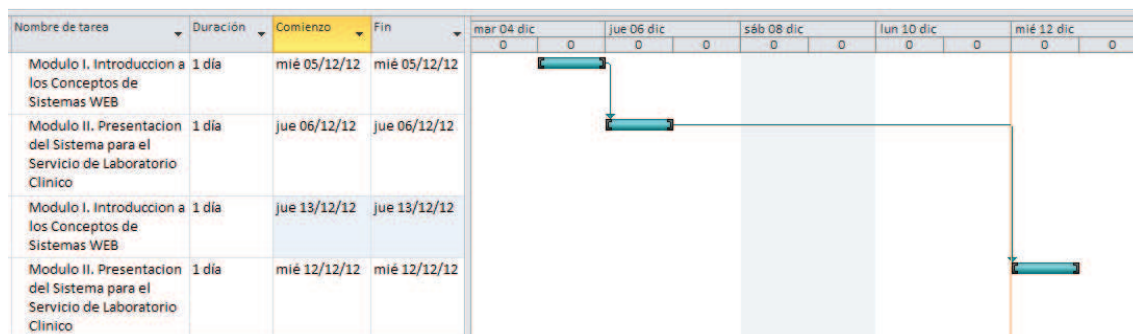 Nombre de tarea Duración Comienzo Fin mar 04 dic jue 06 dic sáb 08 dic lun 10 dic mié 12 dic
0 0 0 0 0 0 0 0 0 0
Modulo I. Introduccion a 1 día mié 05/12/12 mié 05/12/12
los Conceptos de
Sistemas WEB
Modulo II. Presentacion 1 día jue 06/12/12 jue 06/12/12
del Sistema para el
Servicio de Laboratorio
Clinico
Modulo I. Introduccion a 1 día jue 13/12/12 jue 13/12/12
los Conceptos de
Sistemas WEB
Modulo II. Presentacion 1 día mié 12/12/12 mié 12/12/12
del Sistema para el
Servicio de Laboratorio
Clinico